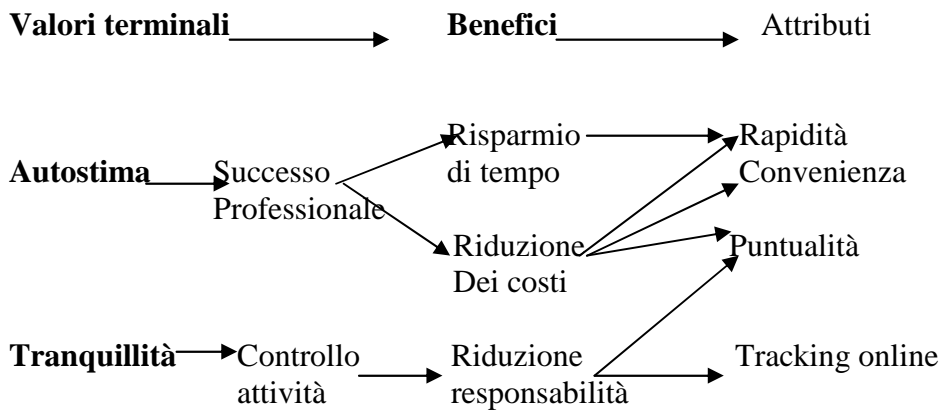 Valori terminali Benefici Attributi
Risparmio Rapidità
Autostima Successo di tempo Convenienza
Professionale
Riduzione Puntualità
Dei costi
Tranquillità Controllo Riduzione Tracking online
attività responsabilità